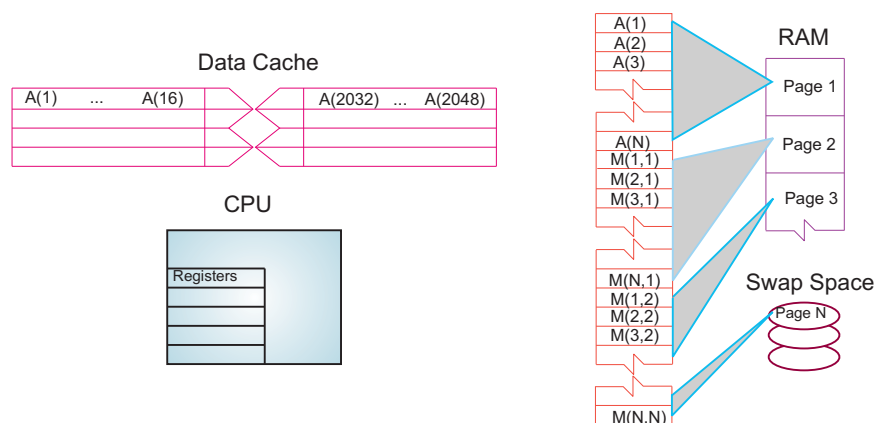 Data Cache
A(1) ... A(16)
A(2032) ... A(2048)
CPU
Registers
A(1)
A(2)
A(3)
A(N)
M(1,1)
M(2,1)
M(3,1)
M(N,1)
M(1,2)
M(2,2)
M(3,2)
M(N,N)
RAM
Page 1
Page 2
Page 3
Swap Space
Page N